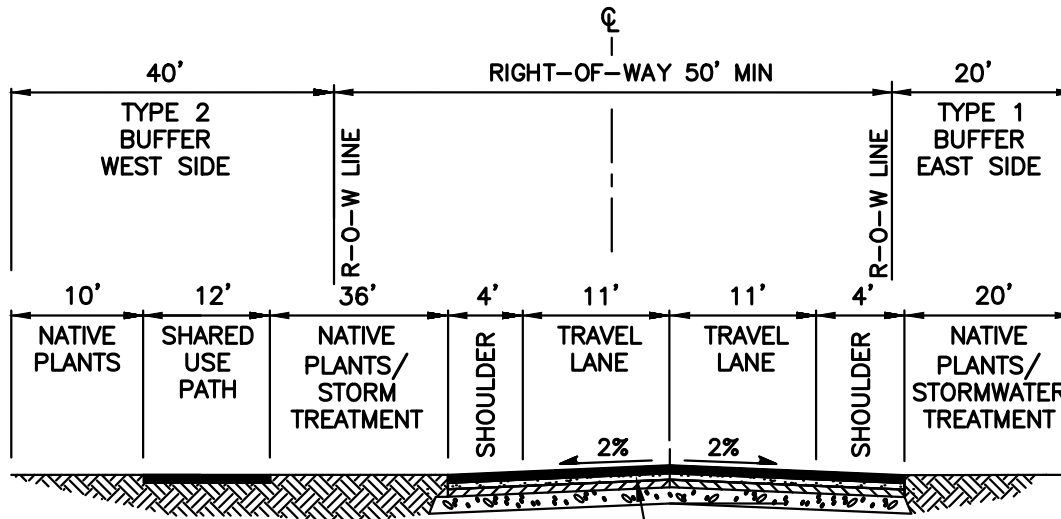 ℄
40'
RIGHT-OF-WAY 50' MIN
20'
TYPE 2
BUFFER
WEST SIDE
R-O-W LINE
R-O-W LINE
TYPE 1
BUFFER
EAST SIDE
10'
12'
36'
4'
11'
11'
4'
20'
NATIVE
PLANTS
SHARED
USE
PATH
NATIVE
PLANTS/
STORM
TREATMENT
SHOULDER
TRAVEL
LANE
TRAVEL
LANE
SHOULDER
NATIVE
PLANTS/
STORMWATER
TREATMENT
2%
2%